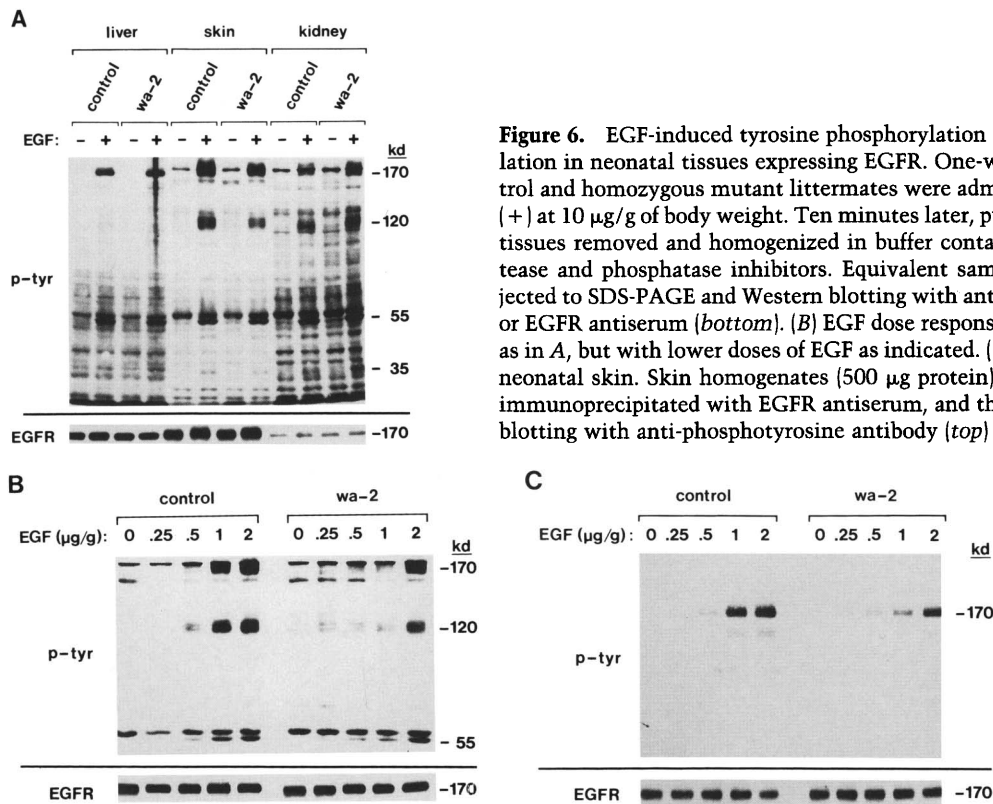 A
liver skin kidney
control wa-2 control wa-2 control wa-2
EGF: - + - + - + - + - + - +
kd
-170
-120
p-tyr
- 55
- 35
EGFR -170
Figure 6. EGF-induced tyrosine phosphorylation
lation in neonatal tissues expressing EGFR. One-w
trol and homozygous mutant littermates were adm
(+) at 10 μg/g of body weight. Ten minutes later, p
tissues removed and homogenized in buffer conta
tease and phosphatase inhibitors. Equivalent sam
jected to SDS-PAGE and Western blotting with ant
or EGFR antiserum (bottom). (B) EGF dose respons
as in A, but with lower doses of EGF as indicated. (
neonatal skin. Skin homogenates (500 μg protein)
immunoprecipitated with EGFR antiserum, and th
blotting with anti-phosphotyrosine antibody (top)
B
control wa-2
EGF (μg/g): 0 .25 .5 1 2 0 .25 .5 1 2
kd
-170
-120
p-tyr
- 55
EGFR -170
C
control wa-2
EGF (μg/g): 0 .25 .5 1 2 0 .25 .5 1 2
kd
-170
p-tyr
EGFR -170